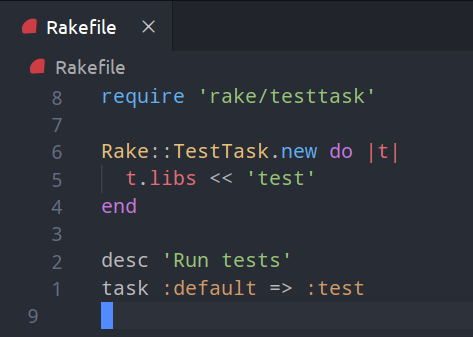 Rakefile ×
Rakefile
8 require 'rake/testtask'
7
6 Rake::TestTask.new do |t|
5 t.libs << 'test'
4 end
3
2 desc 'Run tests'
1 task :default => :test
9